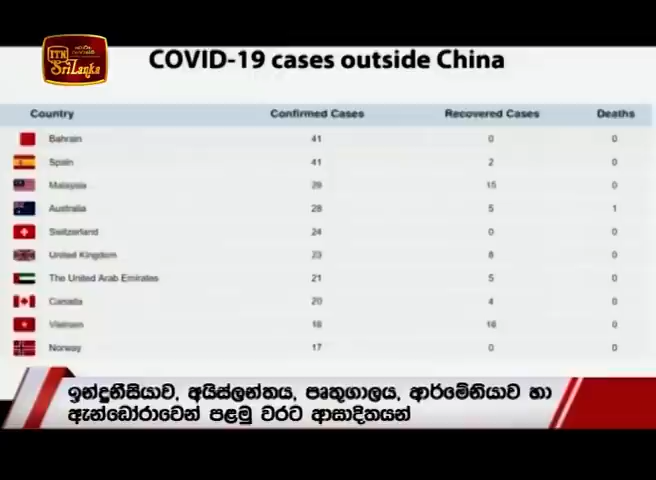 ITN
SriLanka
COVID-19 cases outside China
Country Confirmed Cases Recovered Cases Deaths
Bahrain 41 0 0
Spain 41 2 0
Malaysia 29 15 0
Australia 28 5 1
Switzerland 24 0 0
United Kingdom 23 8 0
The United Arab Emirates 21 5 0
Canada 20 4 0
Vietnam 16 16 0
Norway 17 0 0
ඉන්දුනීසියාව, අයිස්ලන්තය, පෘතුගාලය, ආර්මේනියාව හා
ඇන්ඩෝරාවෙන් පළමු වරට ආසාදිතයන්